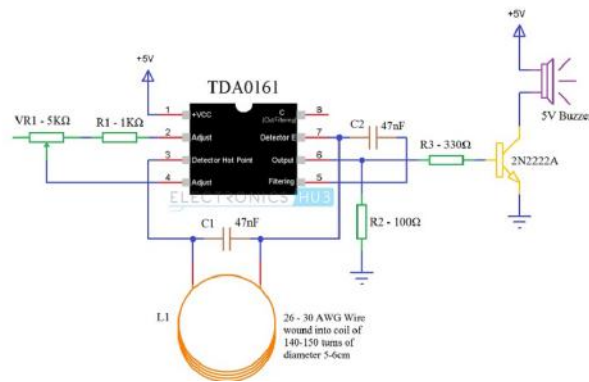 +5V
+5V
TDA0161
5V Buzzer
VR1 - 5KΩ
R1 - 1KΩ
1 +VCC
2 Adjust
3 Detector Hot Point
4 Adjust
C 8
7 Detector E
Output 6
Filtering 5
C2
47nF
R3 - 330Ω
2N2222A
ELECTRONICS HUB
C1
47nF
R2 - 100Ω
L1
26 - 30 AWG Wire
wound into coil of
140-150 turns of
diameter 5-6cm